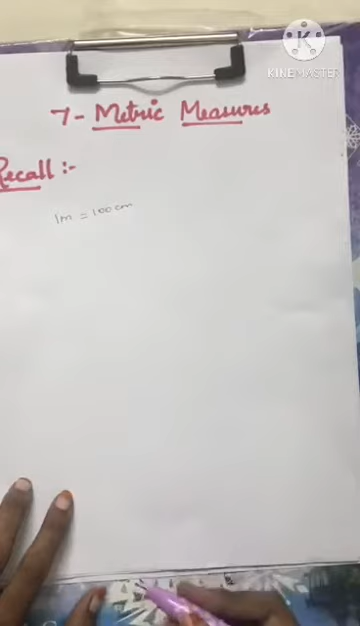 KINEMASTER
7- Metric Measures
Recall :-
1m = 100 cm